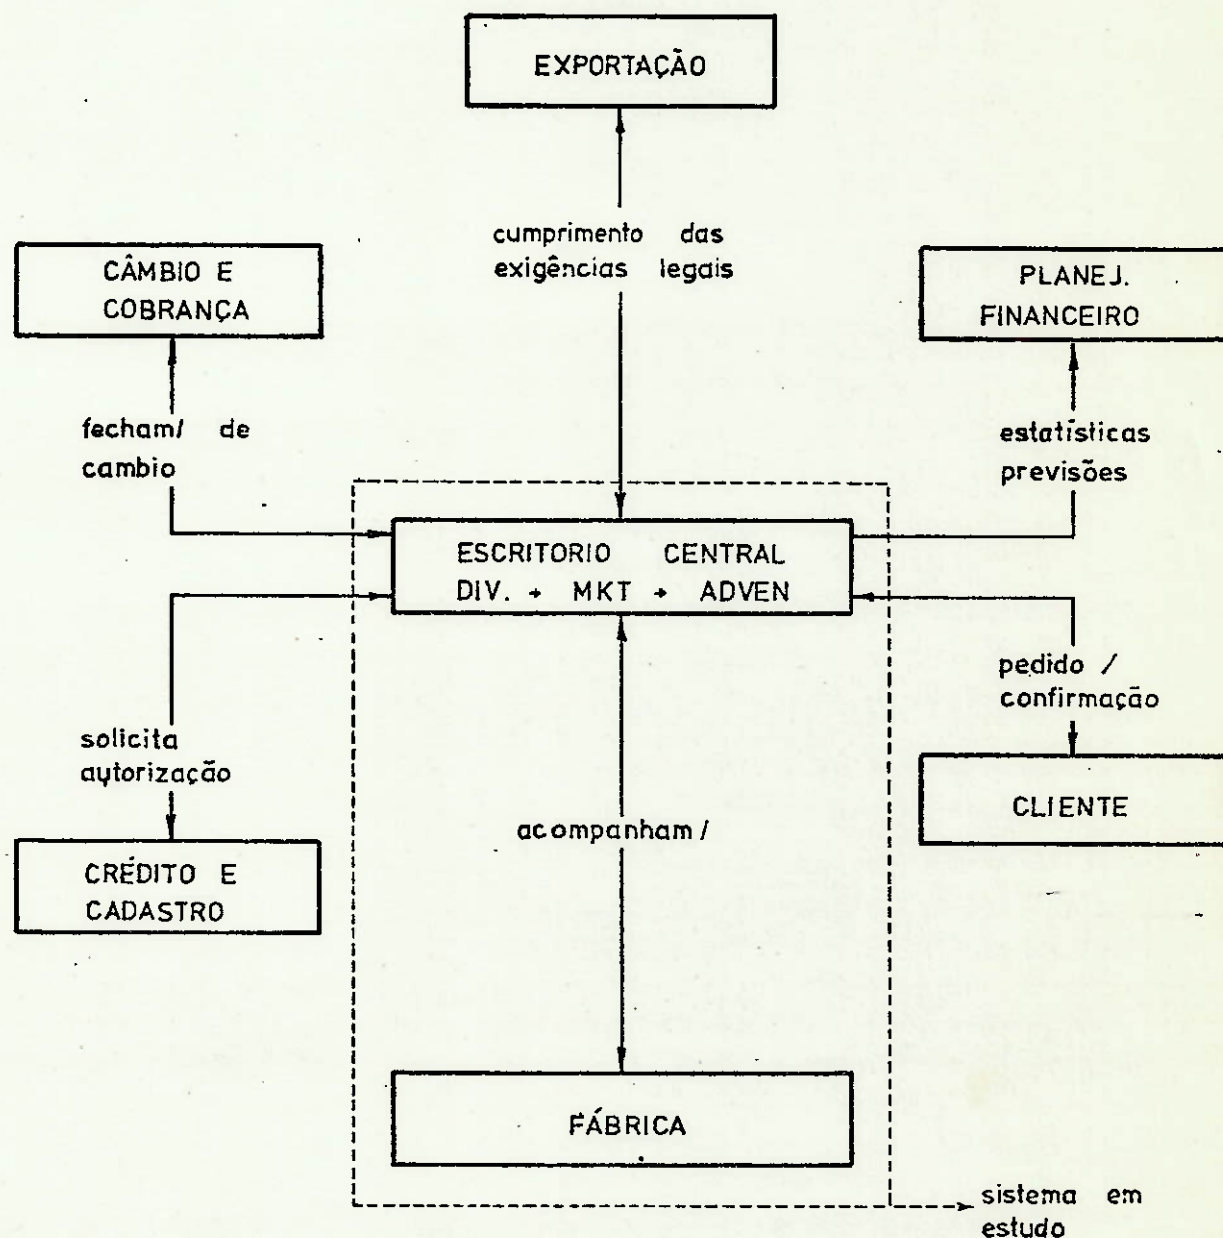 EXPORTAÇÃO
cumprimento das
exigências legais
CÂMBIO E
COBRANÇA
PLANEJ.
FINANCEIRO
fecham/ de
cambio
estatísticas
previsões
ESCRITORIO CENTRAL
DIV. + MKT + ADVEN
solicita
autorização
pedido /
confirmação
CRÉDITO E
CADASTRO
acompanham/
CLIENTE
FÁBRICA
sistema em
estudo